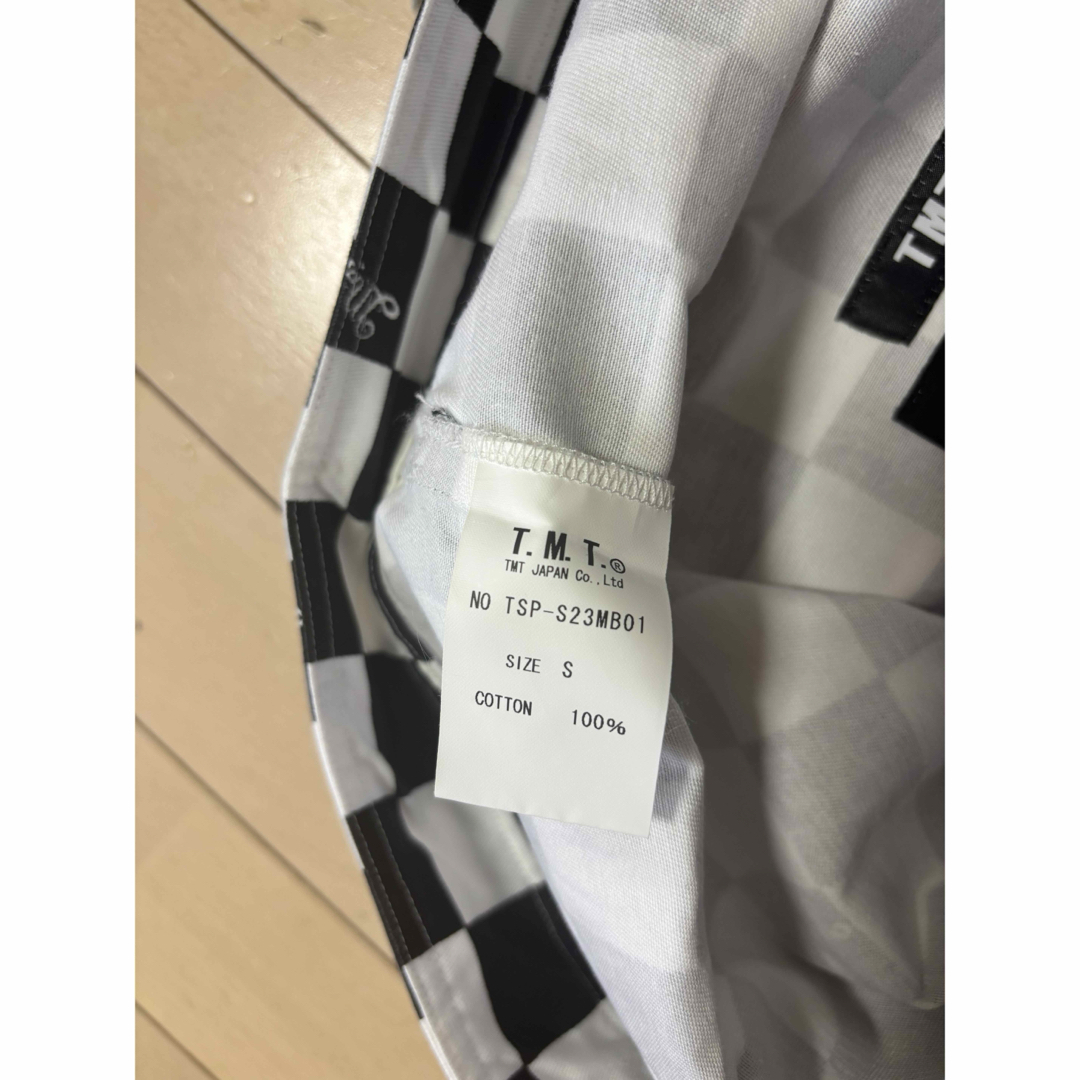 T.M.T.®
TMT JAPAN Co.,Ltd
NO TSP-S23MB01
SIZE S
COTTON 100%